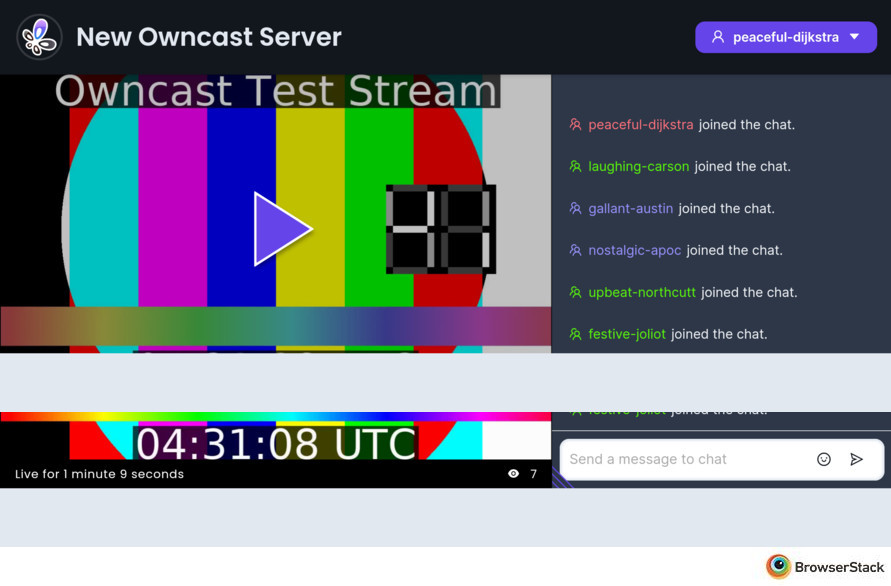 New Owncast Server
peaceful-dijkstra
Owncast Test Stream
peaceful-dijkstra joined the chat.
laughing-carson joined the chat.
gallant-austin joined the chat.
nostalgic-apoc joined the chat.
upbeat-northcutt joined the chat.
festive-joliot joined the chat.
festive-joliot joined the chat.
04:31:08 UTC
Live for 1 minute 9 seconds
7
Send a message to chat
BrowserStack